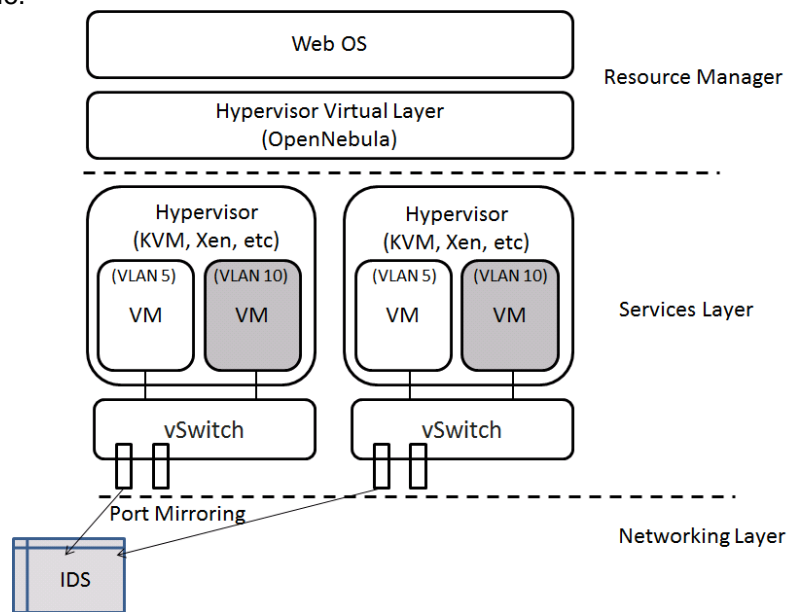 Web OS
Resource Manager
Hypervisor Virtual Layer
(OpenNebula)
Hypervisor
(KVM, Xen, etc)
(VLAN 5)
VM
(VLAN 10)
VM
Hypervisor
(KVM, Xen, etc)
(VLAN 5)
VM
(VLAN 10)
VM
Services Layer
vSwitch
vSwitch
Port Mirroring
Networking Layer
IDS